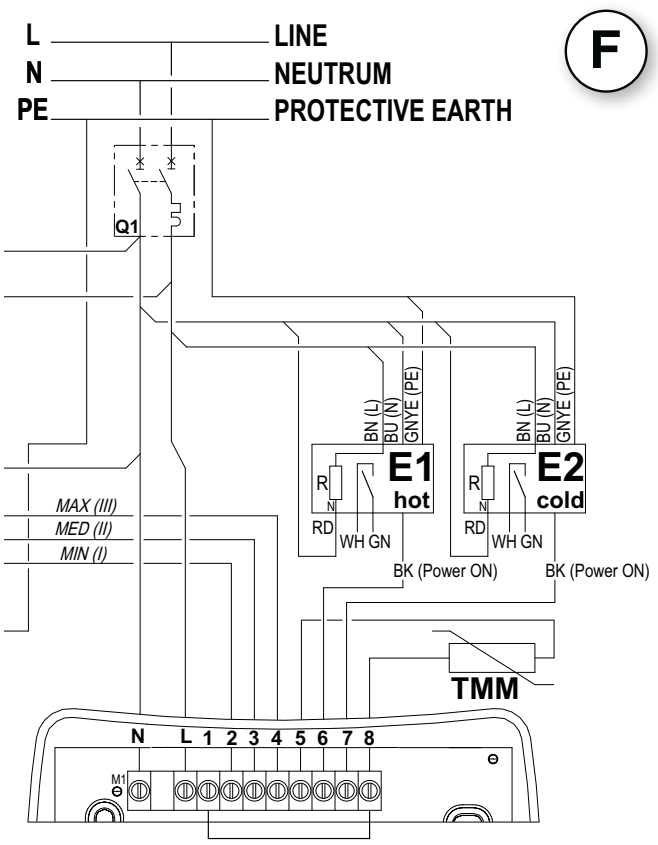 L LINE
F
N NEUTRUM
PE PROTECTIVE EARTH
Q1
BN (L)
BU (N)
GNYE (PE)
BN (L)
BU (N)
GNYE (PE)
R
N
E1
hot
R
N
E2
cold
MAX (III)
MED (II)
MIN (I)
RD
WH GN
RD
WH GN
BK (Power ON)
BK (Power ON)
TMM
N L 1 2 3 4 5 6 7 8
M1